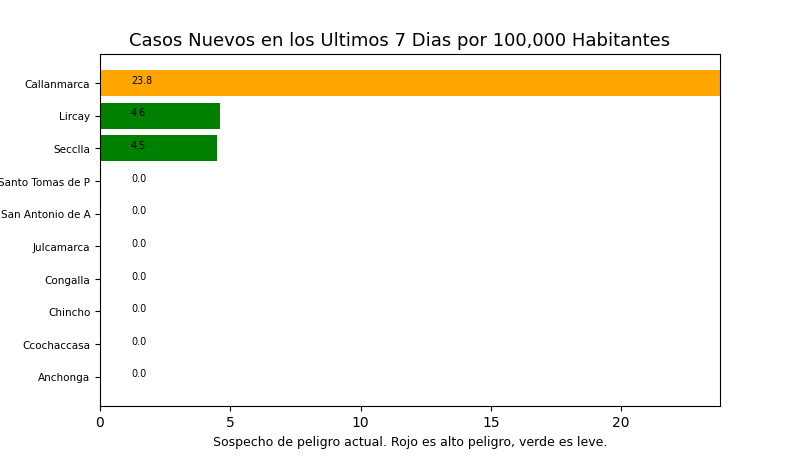 Casos Nuevos en los Ultimos 7 Dias por 100,000 Habitantes
Callanmarca 23.8
Lircay 4.6
Secclla 4.5
Santo Tomas de P 0.0
San Antonio de A 0.0
Julcamarca 0.0
Congalla 0.0
Chincho 0.0
Ccochaccasa 0.0
Anchonga 0.0
0 5 10 15 20
Sospecho de peligro actual. Rojo es alto peligro, verde es leve.